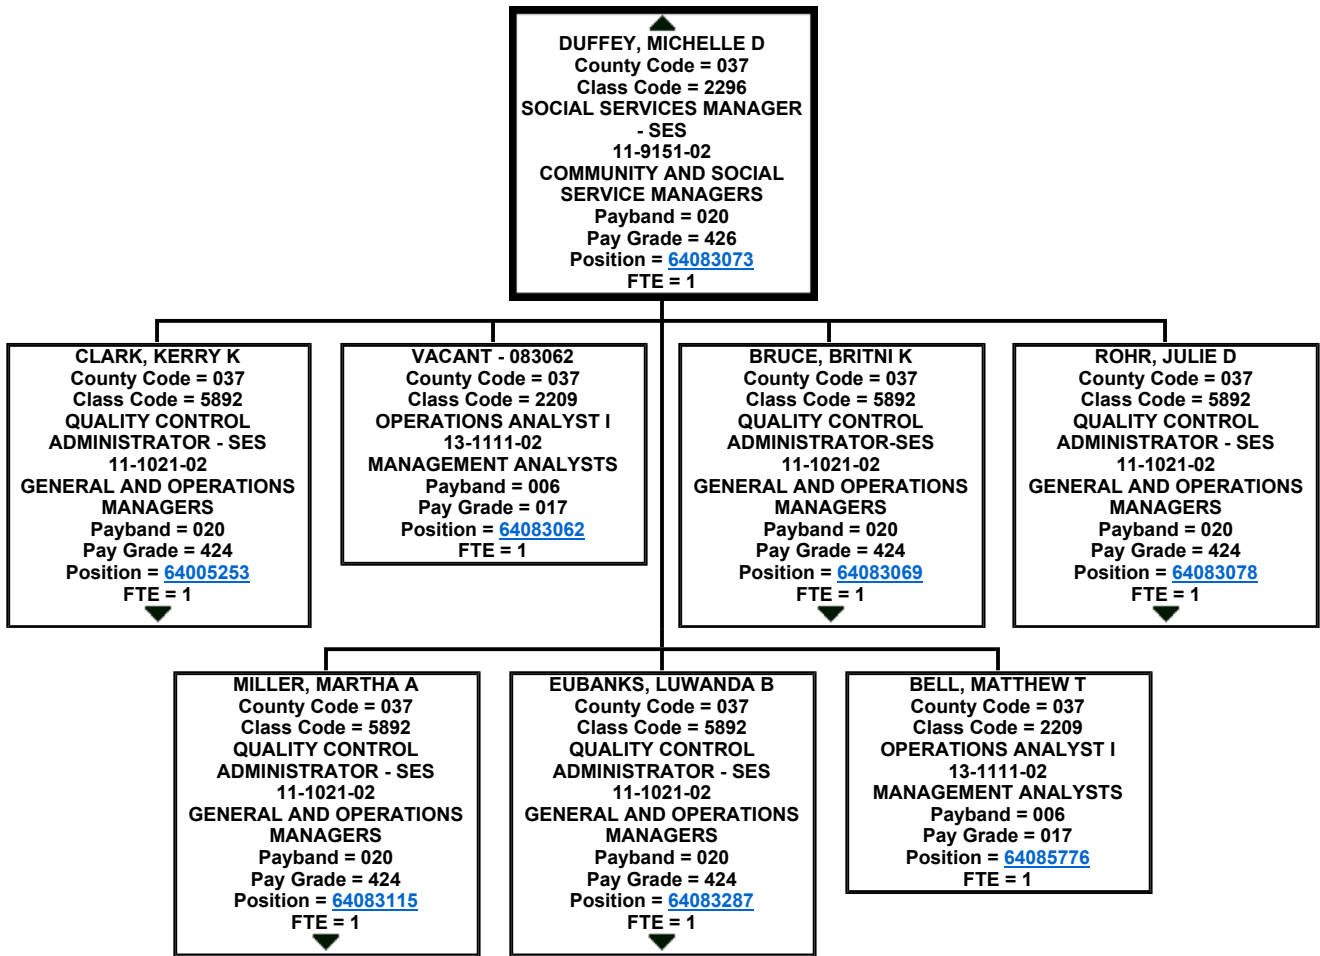 DUFFEY, MICHELLE D
County Code = 037
Class Code = 2296
SOCIAL SERVICES MANAGER
- SES
11-9151-02
COMMUNITY AND SOCIAL
SERVICE MANAGERS
Payband = 020
Pay Grade = 426
Position = 64083073
FTE = 1
CLARK, KERRY K
County Code = 037
Class Code = 5892
QUALITY CONTROL
ADMINISTRATOR - SES
11-1021-02
GENERAL AND OPERATIONS
MANAGERS
Payband = 020
Pay Grade = 424
Position = 64005253
FTE = 1
VACANT - 083062
County Code = 037
Class Code = 2209
OPERATIONS ANALYST I
13-1111-02
MANAGEMENT ANALYSTS
Payband = 006
Pay Grade = 017
Position = 64083062
FTE = 1
BRUCE, BRITNI K
County Code = 037
Class Code = 5892
QUALITY CONTROL
ADMINISTRATOR-SES
11-1021-02
GENERAL AND OPERATIONS
MANAGERS
Payband = 020
Pay Grade = 424
Position = 64083069
FTE = 1
ROHR, JULIE D
County Code = 037
Class Code = 5892
QUALITY CONTROL
ADMINISTRATOR - SES
11-1021-02
GENERAL AND OPERATIONS
MANAGERS
Payband = 020
Pay Grade = 424
Position = 64083078
FTE = 1
MILLER, MARTHA A
County Code = 037
Class Code = 5892
QUALITY CONTROL
ADMINISTRATOR - SES
11-1021-02
GENERAL AND OPERATIONS
MANAGERS
Payband = 020
Pay Grade = 424
Position = 64083115
FTE = 1
EUBANKS, LUWANDA B
County Code = 037
Class Code = 5892
QUALITY CONTROL
ADMINISTRATOR - SES
11-1021-02
GENERAL AND OPERATIONS
MANAGERS
Payband = 020
Pay Grade = 424
Position = 64083287
FTE = 1
BELL, MATTHEW T
County Code = 037
Class Code = 2209
OPERATIONS ANALYST I
13-1111-02
MANAGEMENT ANALYSTS
Payband = 006
Pay Grade = 017
Position = 64085776
FTE = 1